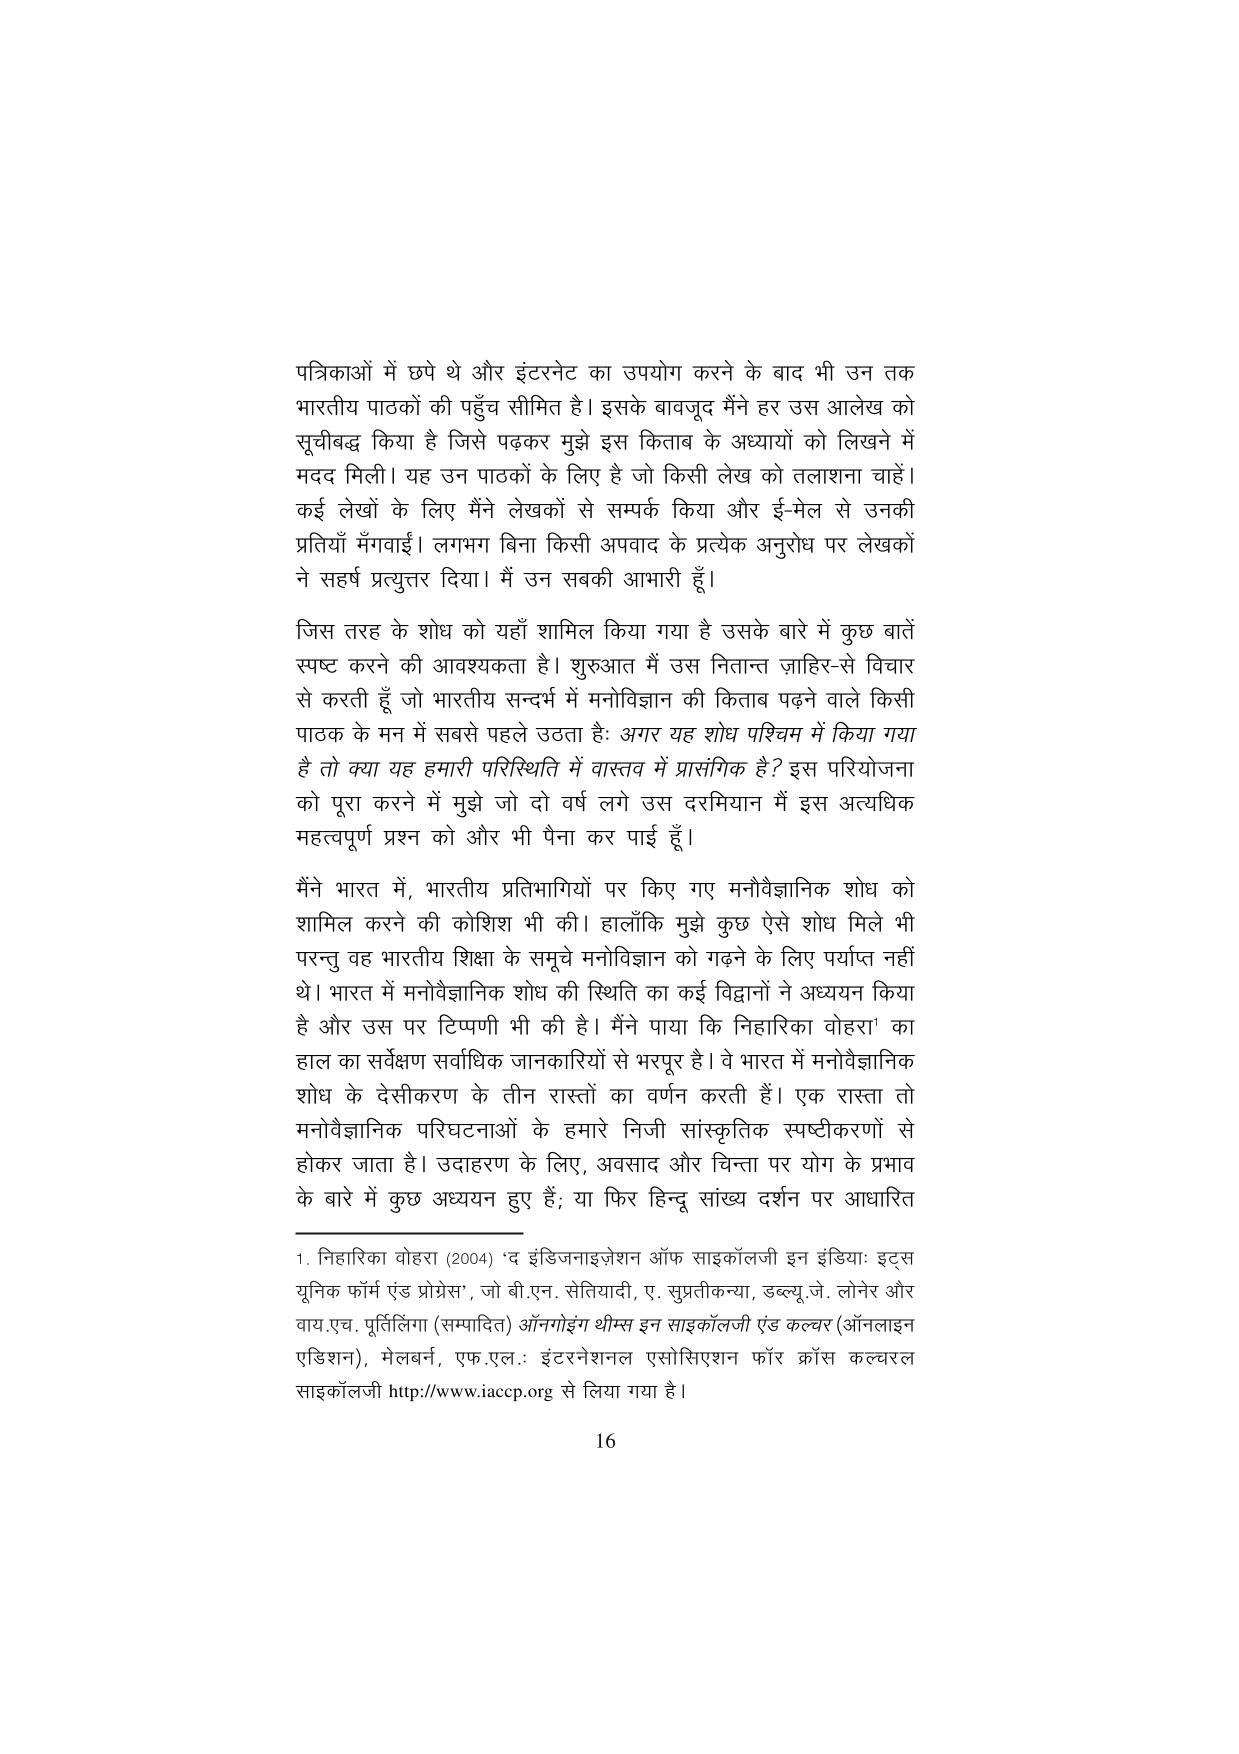 पत्रिकाओं में छपे थे और इंटरनेट का उपयोग करने के बाद भी उन तक
भारतीय पाठकों की पहुँच सीमित है। इसके बावजूद मैंने हर उस आलेख को
सूचीबद्ध किया है जिसे पढ़कर मुझे इस किताब के अध्यायों को लिखने में
मदद मिली। यह उन पाठकों के लिए है जो किसी लेख को तलाशना चाहें।
कई लेखों के लिए मैंने लेखकों से सम्पर्क किया और ई-मेल से उनकी
प्रतियाँ मँगवाईं। लगभग बिना किसी अपवाद के प्रत्येक अनुरोध पर लेखकों
ने सहर्ष प्रत्युत्तर दिया। मैं उन सबकी आभारी हूँ।
जिस तरह के शोध को यहाँ शामिल किया गया है उसके बारे में कुछ बातें
स्पष्ट करने की आवश्यकता है। शुरुआत मैं उस नितान्त ज़ाहिर-से विचार
से करती हूँ जो भारतीय सन्दर्भ में मनोविज्ञान की किताब पढ़ने वाले किसी
पाठक के मन में सबसे पहले उठता है: अगर यह शोध पश्चिम में किया गया
है तो क्या यह हमारी परिस्थिति में वास्तव में प्रासंगिक है? इस परियोजना
को पूरा करने में मुझे जो दो वर्ष लगे उस दरमियान मैं इस अत्यधिक
महत्वपूर्ण प्रश्न को और भी पैना कर पाई हूँ।
मैंने भारत में, भारतीय प्रतिभागियों पर किए गए मनौवैज्ञानिक शोध को
शामिल करने की कोशिश भी की। हालाँकि मुझे कुछ ऐसे शोध मिले भी
परन्तु वह भारतीय शिक्षा के समूचे मनोविज्ञान को गढ़ने के लिए पर्याप्त नहीं
थे। भारत में मनोवैज्ञानिक शोध की स्थिति का कई विद्वानों ने अध्ययन किया
है और उस पर टिप्पणी भी की है। मैंने पाया कि निहारिका वोहरा¹ का
हाल का सर्वेक्षण सर्वाधिक जानकारियों से भरपूर है। वे भारत में मनोवैज्ञानिक
शोध के देसीकरण के तीन रास्तों का वर्णन करती हैं। एक रास्ता तो
मनोवैज्ञानिक परिघटनाओं के हमारे निजी सांस्कृतिक स्पष्टीकरणों से
होकर जाता है। उदाहरण के लिए, अवसाद और चिन्ता पर योग के प्रभाव
के बारे में कुछ अध्ययन हुए हैं; या फिर हिन्दू सांख्य दर्शन पर आधारित
1. निहारिका वोहरा (2004) ‘द इंडिजनाइज़ेशन ऑफ साइकॉलजी इन इंडिया: इट्स
यूनिक फॉर्म एंड प्रोग्रेस’, जो बी.एन. सेतियादी, ए. सुप्रतीकन्या, डब्ल्यू.जे. लोनेर और
वाय.एच. पूर्तिलिंगा (सम्पादित) ऑनगोइंग थीम्स इन साइकॉलजी एंड कल्चर (ऑनलाइन
एडिशन), मेलबर्न, एफ.एल.: इंटरनेशनल एसोसिएशन फॉर क्रॉस कल्चरल
साइकॉलजी http://www.iaccp.org से लिया गया है।
16